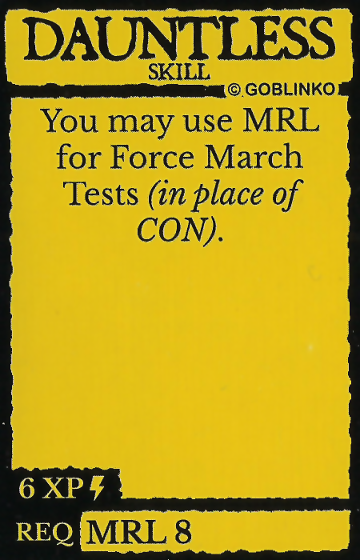 DAUNTLESS
SKILL
© GOBLINKO
You may use MRL
for Force March
Tests (in place of
CON).
6 XP
REQ MRL 8